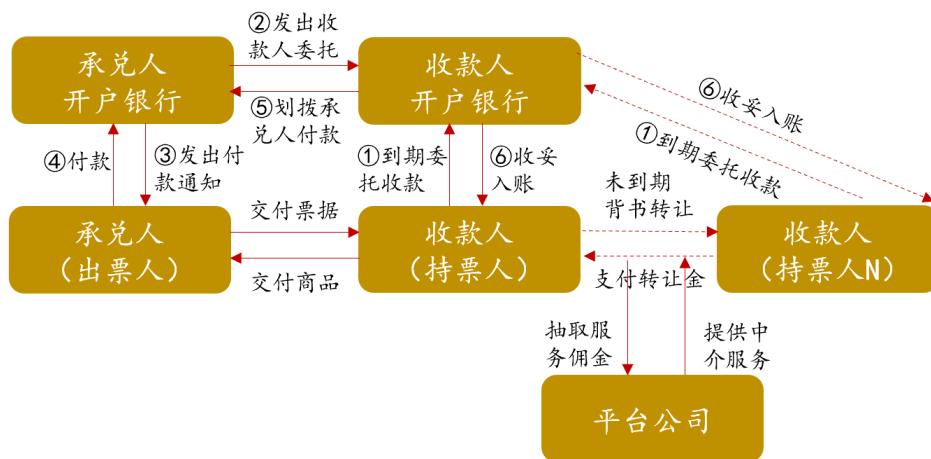 ②发出收
款人委托
承兑人
开户银行
收款人
开户银行
⑤划拨承
兑人付款
⑥收妥入账
①到期委托收款
④付款
③发出付
款通知
①到期委
托收款
⑥收妥
入账
未到期
背书转让
交付票据
承兑人
（出票人）
收款人
（持票人）
收款人
（持票人N）
交付商品
支付转让金
抽取服
务佣金
提供中
介服务
平台公司